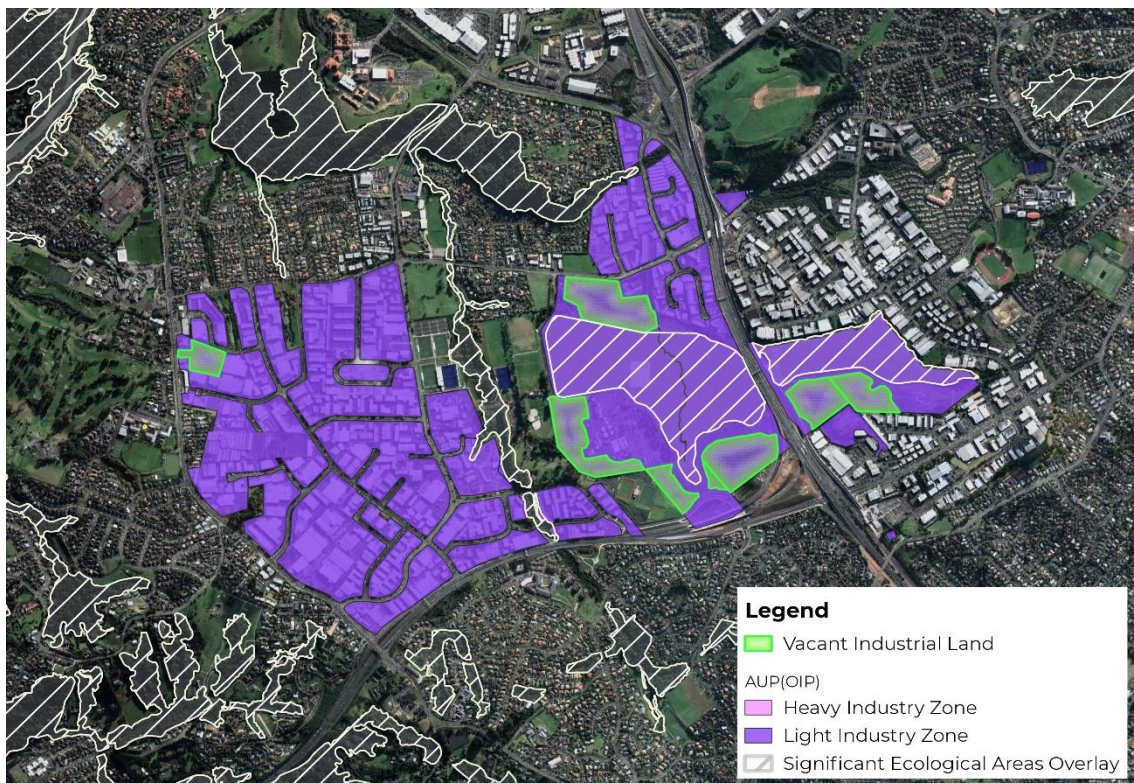 Legend
Vacant Industrial Land
AUP(OIP)
Heavy Industry Zone
Light Industry Zone
Significant Ecological Areas Overlay